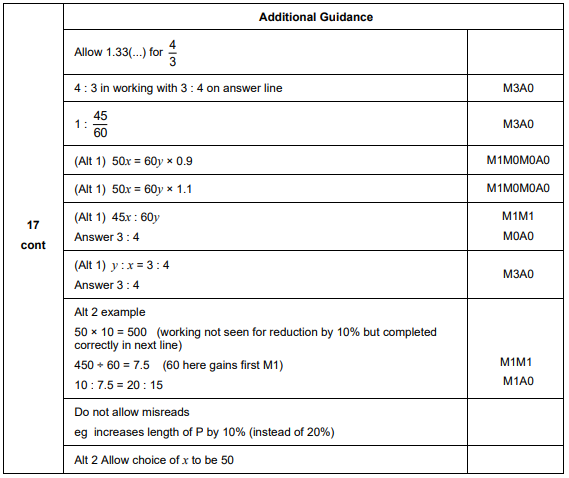 Additional Guidance
Allow 1.33(...) for 4/3
4 : 3 in working with 3 : 4 on answer line
M3A0
1 : 45/60
M3A0
(Alt 1) 50x = 60y × 0.9
M1M0M0A0
(Alt 1) 50x = 60y × 1.1
M1M0M0A0
17
cont
(Alt 1) 45x : 60y
M1M1
Answer 3 : 4
M0A0
(Alt 1) y : x = 3 : 4
Answer 3 : 4
M3A0
Alt 2 example
50 × 10 = 500 (working not seen for reduction by 10% but completed
correctly in next line)
450 ÷ 60 = 7.5 (60 here gains first M1)
M1M1
10 : 7.5 = 20 : 15
M1A0
Do not allow misreads
eg increases length of P by 10% (instead of 20%)
Alt 2 Allow choice of x to be 50